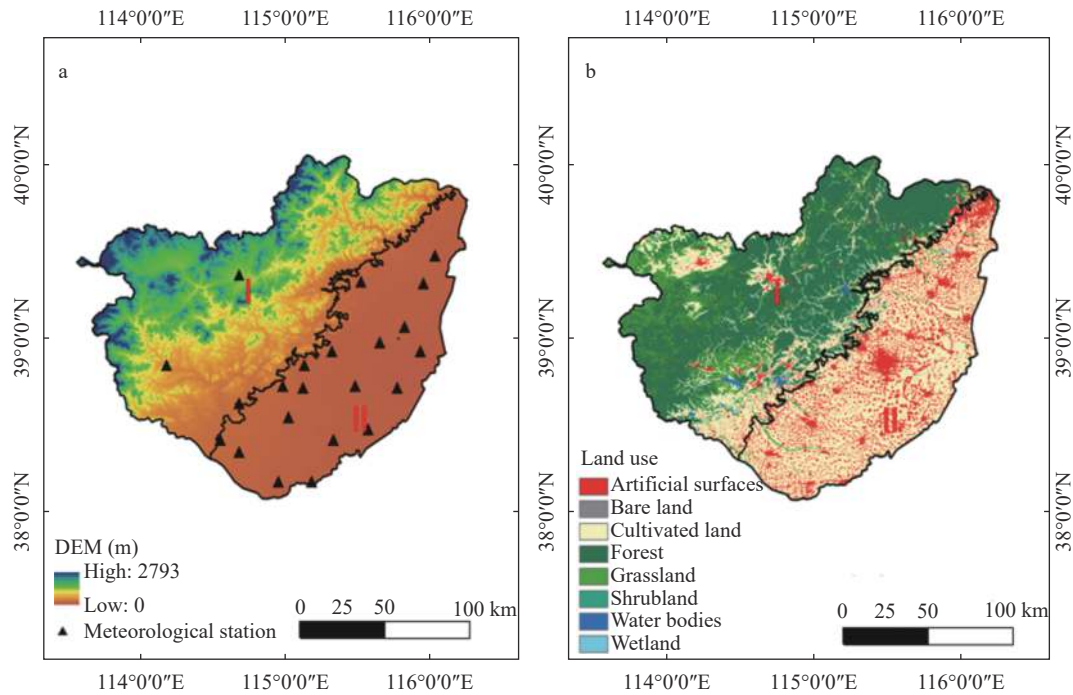 114°0′0″E 115°0′0″E 116°0′0″E
114°0′0″E 115°0′0″E 116°0′0″E
a
b
40°0′0″N
39°0′0″N
38°0′0″N
40°0′0″N
39°0′0″N
38°0′0″N
I
II
I
II
DEM (m)
High: 2793
Low: 0
Meteorological station
0 25 50 100 km
Land use
Artificial surfaces
Bare land
Cultivated land
Forest
Grassland
Shrubland
Water bodies
Wetland
0 25 50 100 km
114°0′0″E 115°0′0″E 116°0′0″E
114°0′0″E 115°0′0″E 116°0′0″E